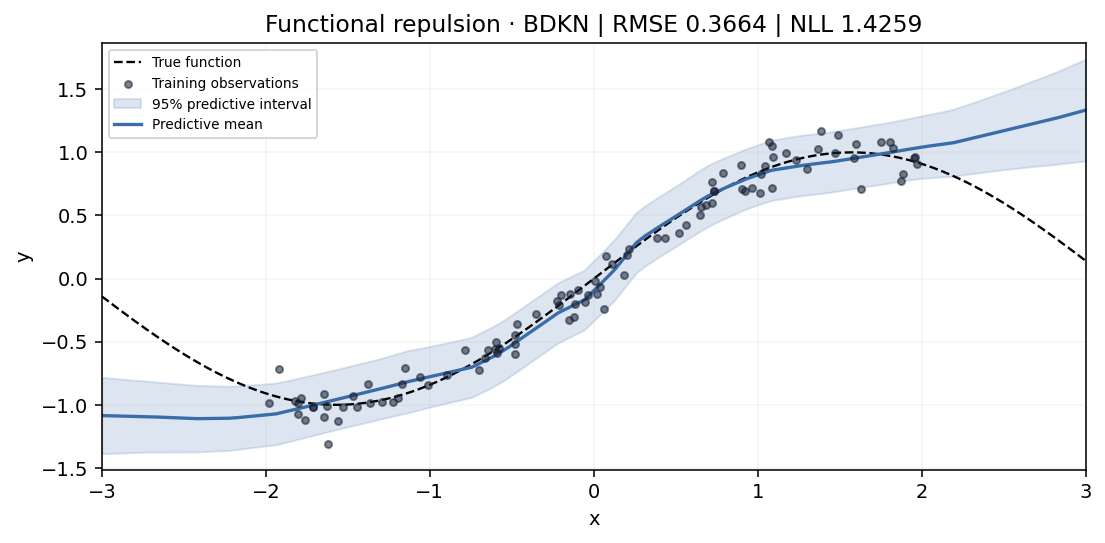 Functional repulsion · BDKN | RMSE 0.3664 | NLL 1.4259
True function
Training observations
95% predictive interval
Predictive mean
y
1.5
1.0
0.5
0.0
−0.5
−1.0
−1.5
−3
−2
−1
0
1
2
3
x